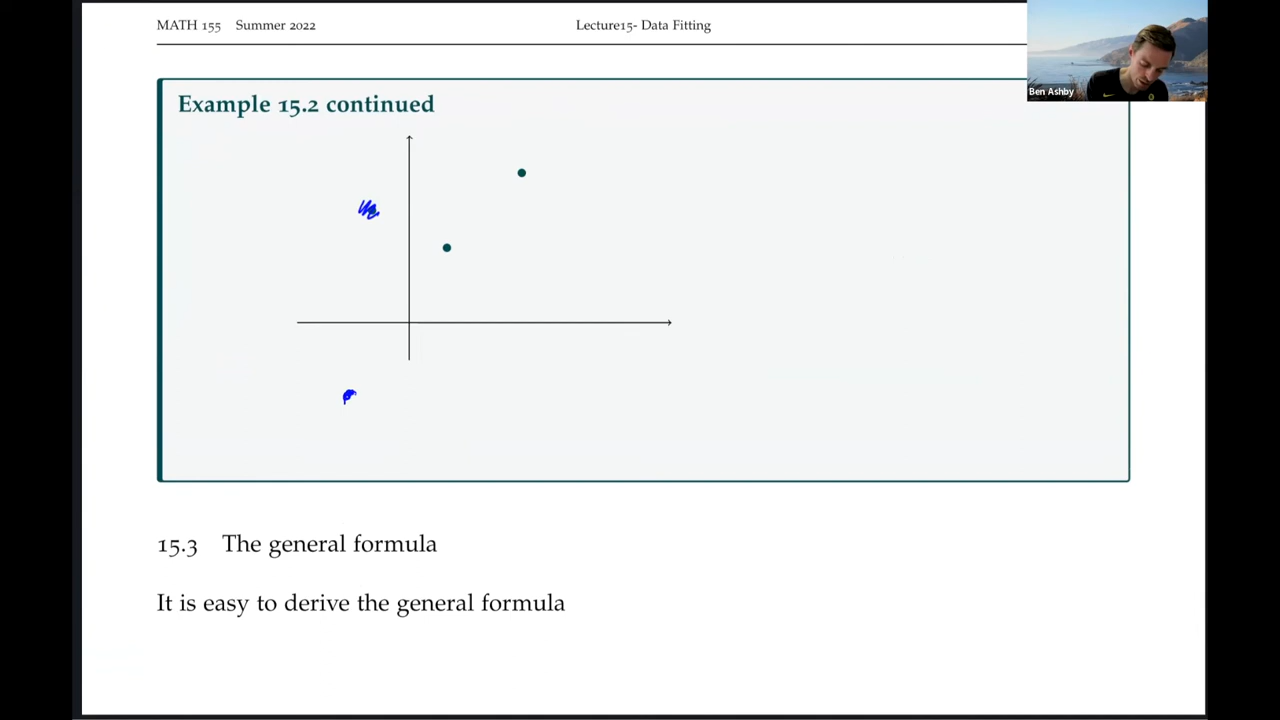 MATH 155 Summer 2022 Lecture15- Data Fitting
Ben Ashby
Example 15.2 continued
15.3 The general formula
It is easy to derive the general formula